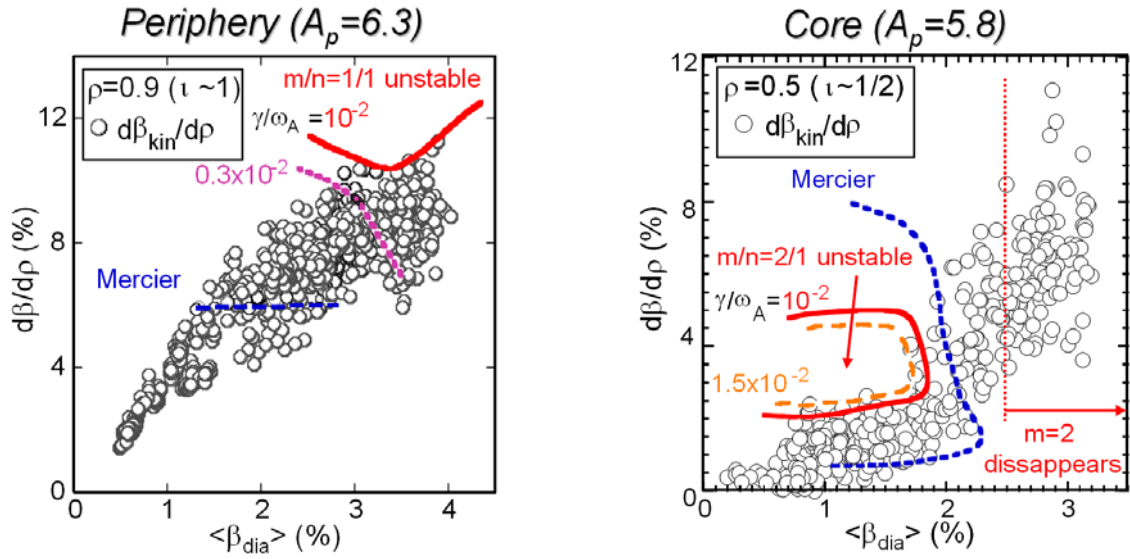 Periphery (Aₚ=6.3)
ρ=0.9 (ι ~1)
dβkin/dρ
m/n=1/1 unstable
γ/ωA =10⁻²
0.3x10⁻²
Mercier
dβ/dρ (%)
12
8
4
0
0
1
2
3
4
<βdia> (%)
Core (Aₚ=5.8)
ρ=0.5 (ι~1/2)
dβkin/dρ
Mercier
m/n=2/1 unstable
γ/ωA=10⁻²
1.5x10⁻²
m=2
dissappears
dβ/dρ (%)
12
8
4
0
0
1
2
3
<βdia> (%)